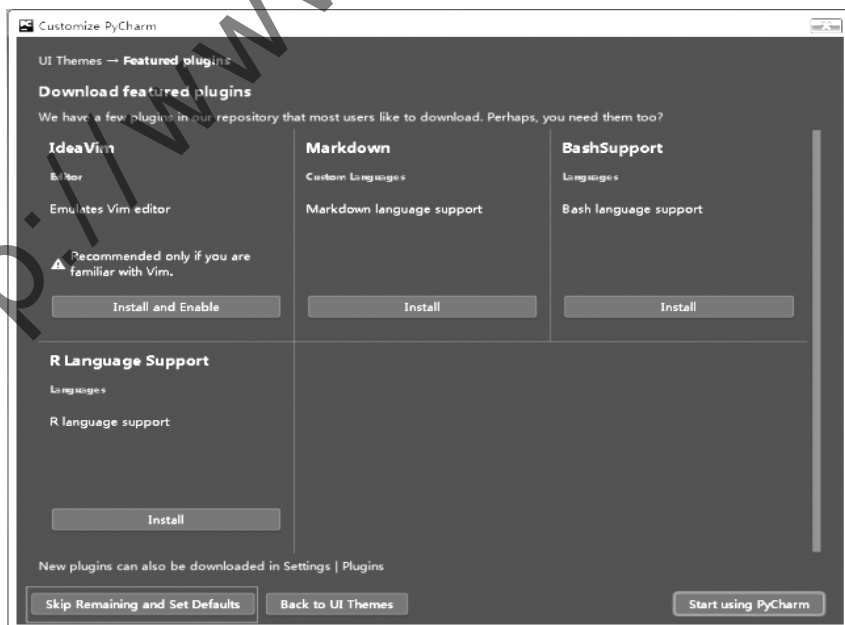 Customize PyCharm
UI Themes → Featured plugins
Download featured plugins
We have a few plugins in our repository that most users like to download. Perhaps, you need them too?
IdeaVim
Editor
Emulates Vim editor
Recommended only if you are
familiar with Vim.
Install and Enable
Markdown
Custom Languages
Markdown language support
Install
BashSupport
Languages
Bash language support
Install
R Language Support
Languages
R language support
Install
New plugins can also be downloaded in Settings | Plugins
Skip Remaining and Set Defaults
Back to UI Themes
Start using PyCharm
p://www